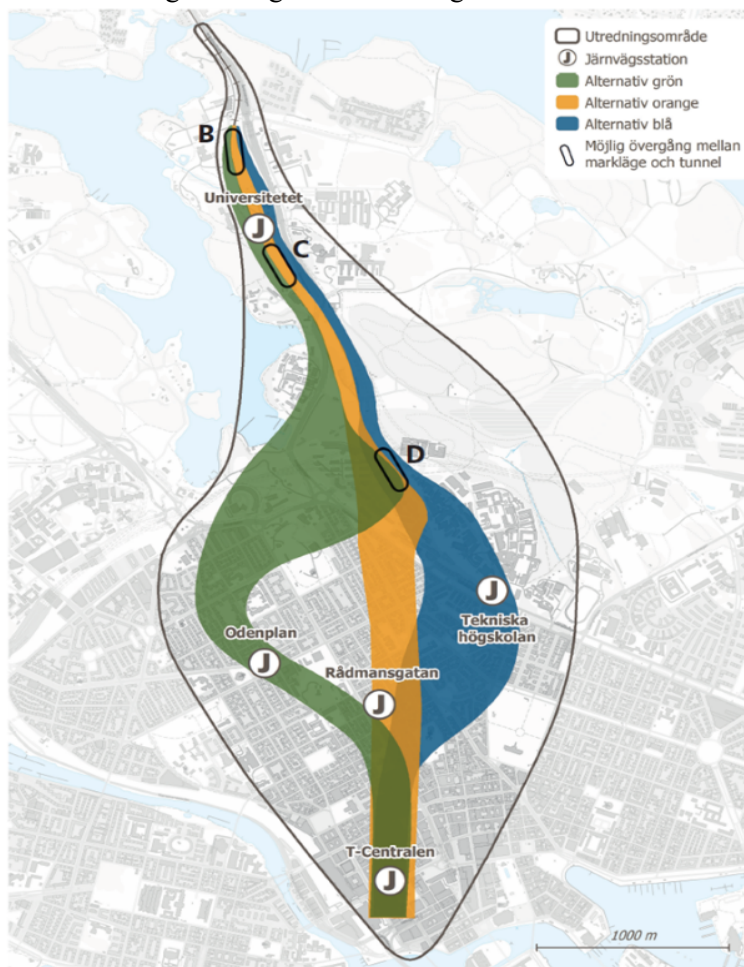 Utredningsområde
J Järnvägsstation
Alternativ grön
Alternativ orange
Alternativ blå
Möjlig övergång mellan
markläge och tunnel
B
Universitetet
J
C
D
J
Tekniska
högskolan
Odenplan
J
Rådmansgatan
J
T-Centralen
J
1000 m